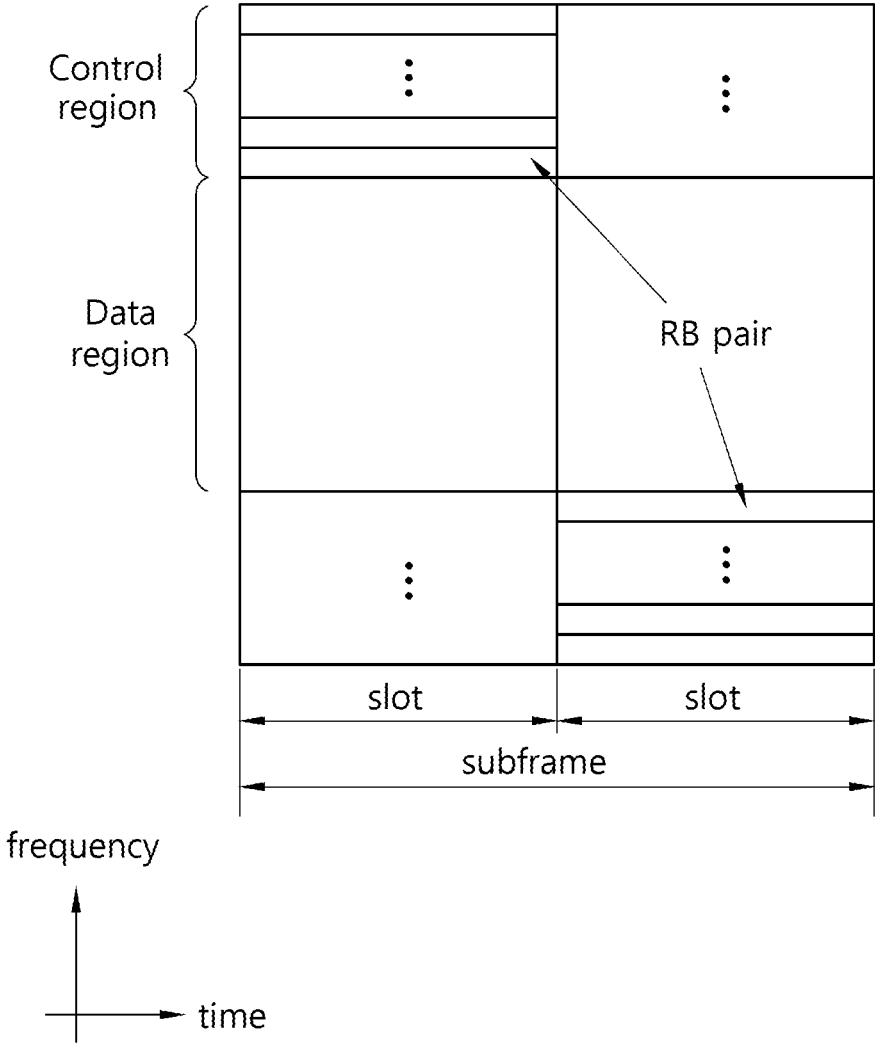 Control
region
Data
region
RB pair
slot
slot
subframe
frequency
time